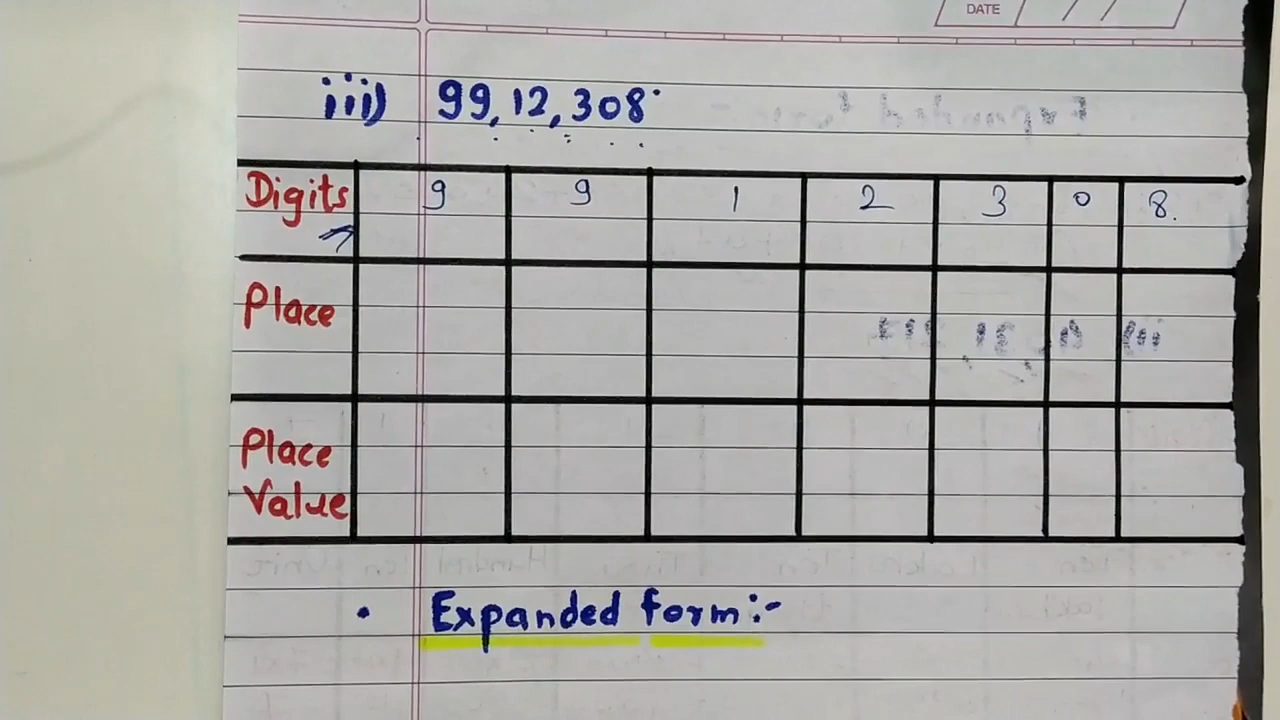 DATE / /
iii) 99,12,308
Digits 9 9 1 2 3 0 8.
Place
Place
Value
• Expanded form:-